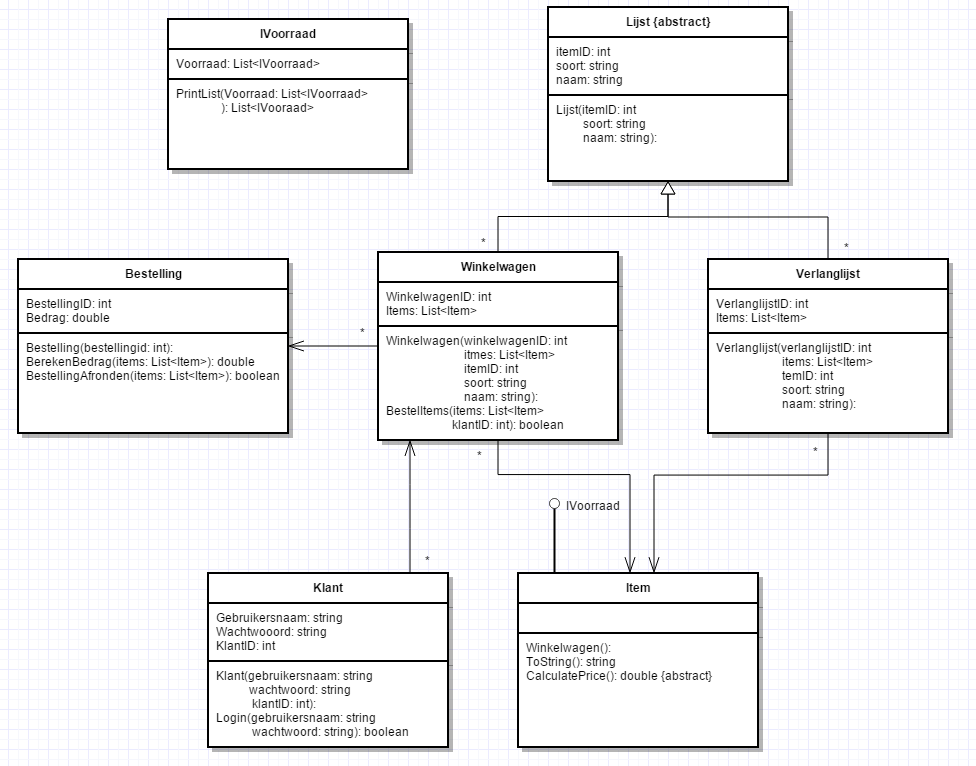 IVoorraad
Voorraad: List<IVoorraad>
PrintList(Voorraad: List<IVoorraad>
): List<IVooraad>
Lijst {abstract}
itemID: int
soort: string
naam: string
Lijst(itemID: int
soort: string
naam: string):
*
*
Bestelling
BestellingID: int
Bedrag: double
Bestelling(bestellingid: int):
BerekenBedrag(items: List<Item>): double
BestellingAfronden(items: List<Item>): boolean
*
Winkelwagen
WinkelwagenID: int
Items: List<Item>
Winkelwagen(winkelwagenID: int
itmes: List<Item>
itemID: int
soort: string
naam: string):
BestelItems(items: List<Item>
klantID: int): boolean
Verlanglijst
VerlanglijstID: int
Items: List<Item>
Verlanglijst(verlanglijstID: int
items: List<Item>
temID: int
soort: string
naam: string):
*
*
IVoorraad
*
Klant
Gebruikersnaam: string
Wachtwooord: string
KlantID: int
Klant(gebruikersnaam: string
wachtwoord: string
klantID: int):
Login(gebruikersnaam: string
wachtwoord: string): boolean
Item
Winkelwagen():
ToString(): string
CalculatePrice(): double {abstract}